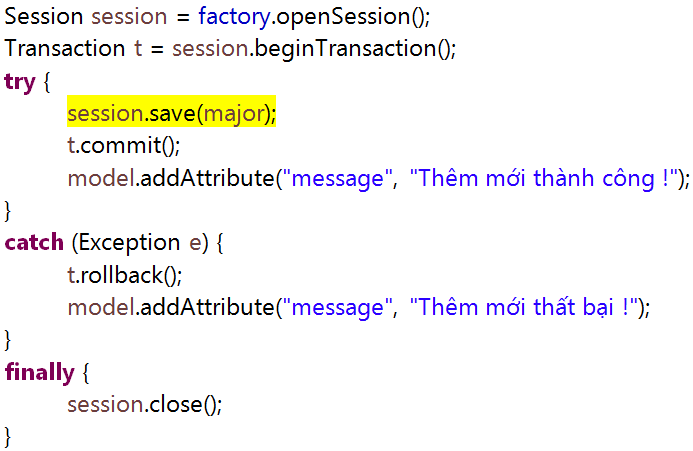 Session session = factory.openSession();
Transaction t = session.beginTransaction();
try {
session.save(major);
t.commit();
model.addAttribute("message", "Thêm mới thành công !");
}
catch (Exception e) {
t.rollback();
model.addAttribute("message", "Thêm mới thất bại !");
}
finally {
session.close();
}